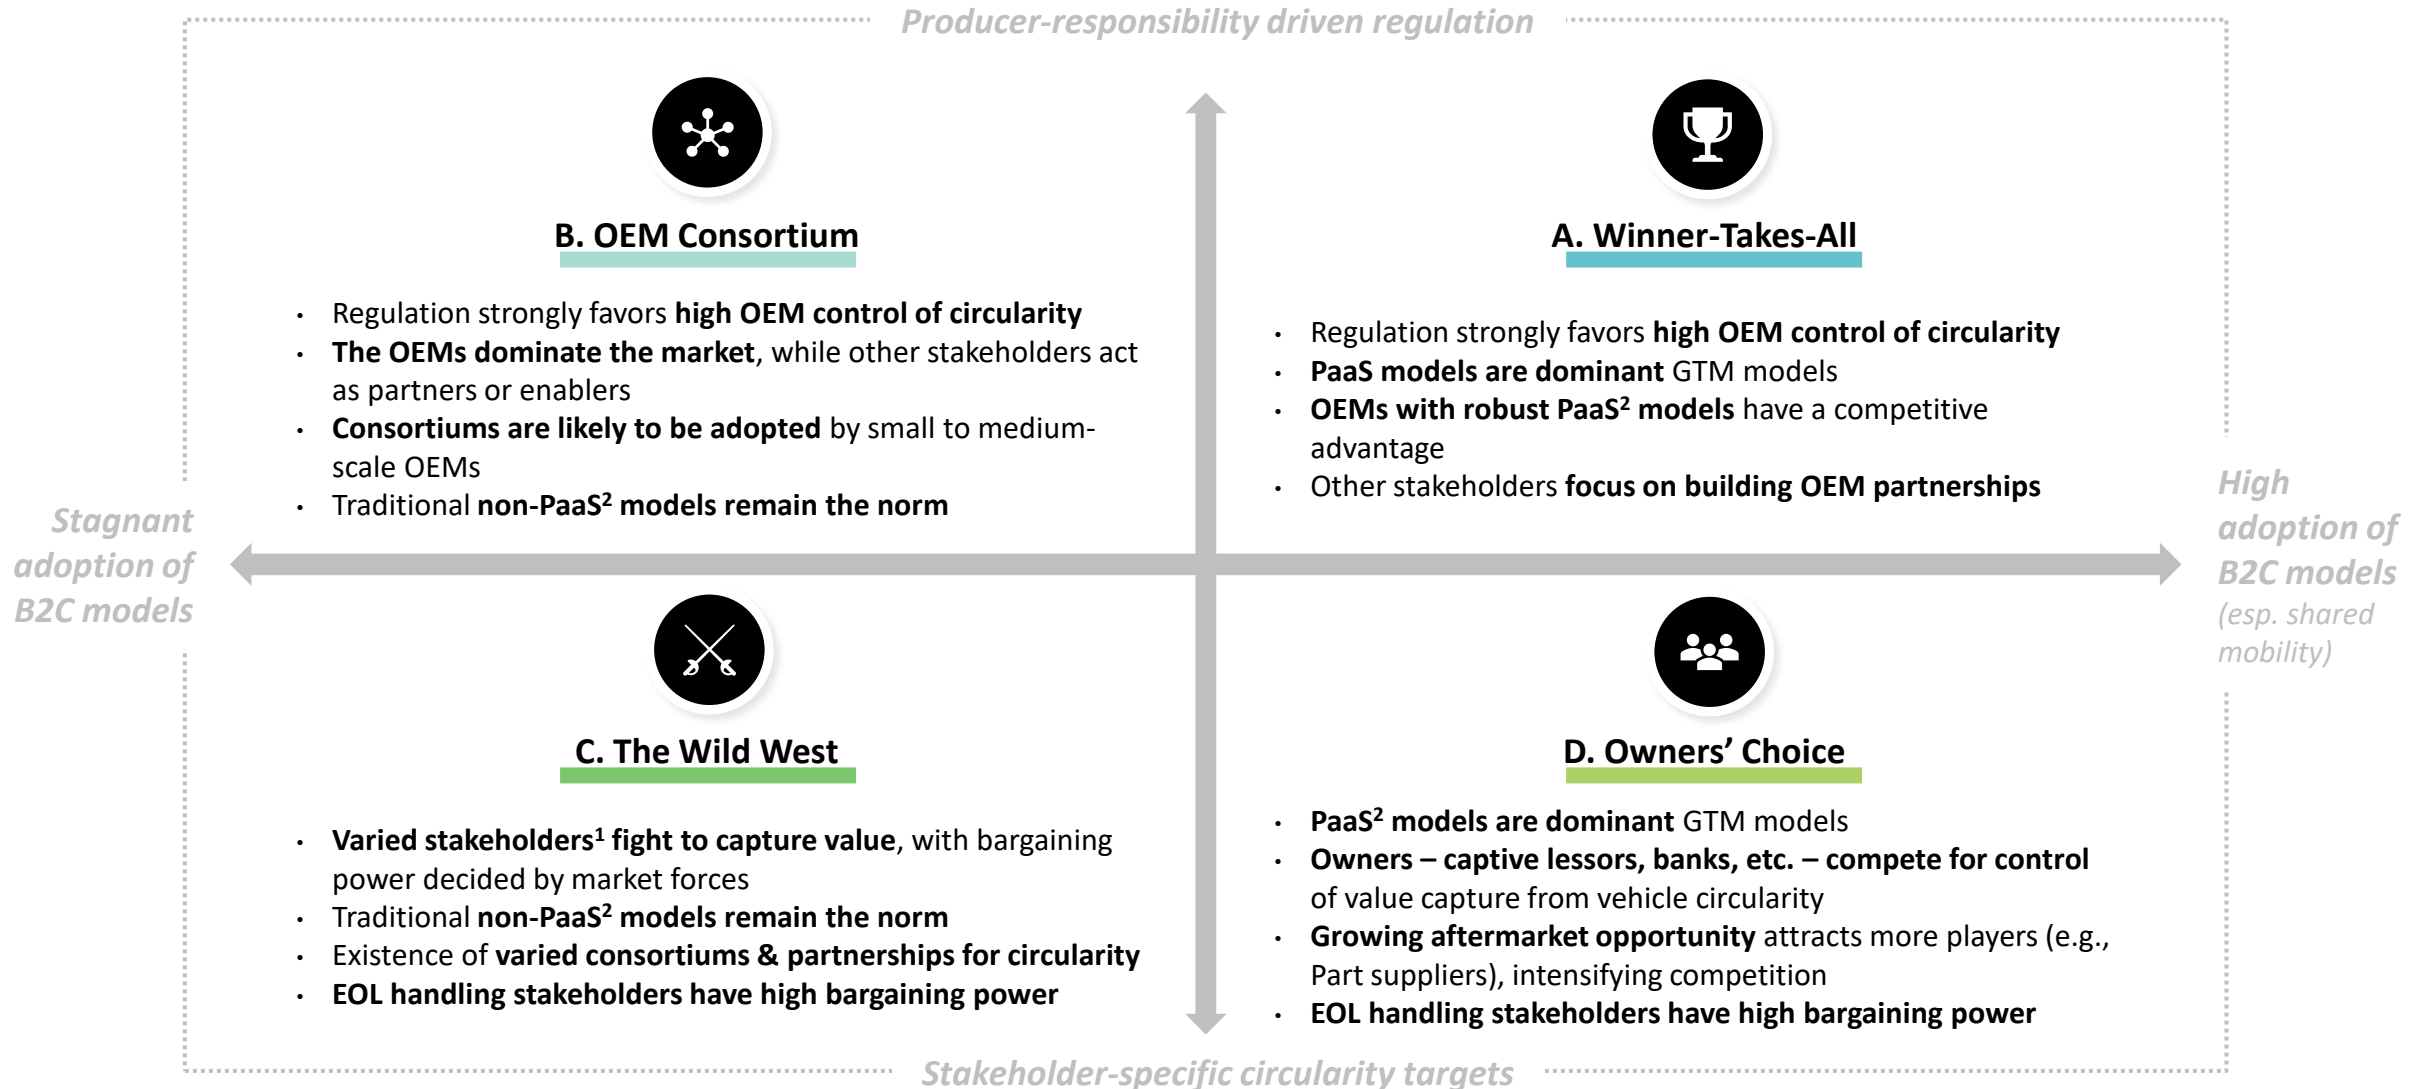 Producer-responsibility driven regulation
B. OEM Consortium
• Regulation strongly favors high OEM control of circularity
• The OEMs dominate the market, while other stakeholders act
as partners or enablers
• Consortiums are likely to be adopted by small to medium-
scale OEMs
• Traditional non-PaaS² models remain the norm
A. Winner-Takes-All
• Regulation strongly favors high OEM control of circularity
• PaaS models are dominant GTM models
• OEMs with robust PaaS² models have a competitive
advantage
• Other stakeholders focus on building OEM partnerships
Stagnant
adoption of
B2C models
High
adoption of
B2C models
(esp. shared
mobility)
C. The Wild West
• Varied stakeholders¹ fight to capture value, with bargaining
power decided by market forces
• Traditional non-PaaS² models remain the norm
• Existence of varied consortiums & partnerships for circularity
• EOL handling stakeholders have high bargaining power
D. Owners’ Choice
• PaaS² models are dominant GTM models
• Owners – captive lessors, banks, etc. – compete for control
of value capture from vehicle circularity
• Growing aftermarket opportunity attracts more players (e.g.,
Part suppliers), intensifying competition
• EOL handling stakeholders have high bargaining power
Stakeholder-specific circularity targets